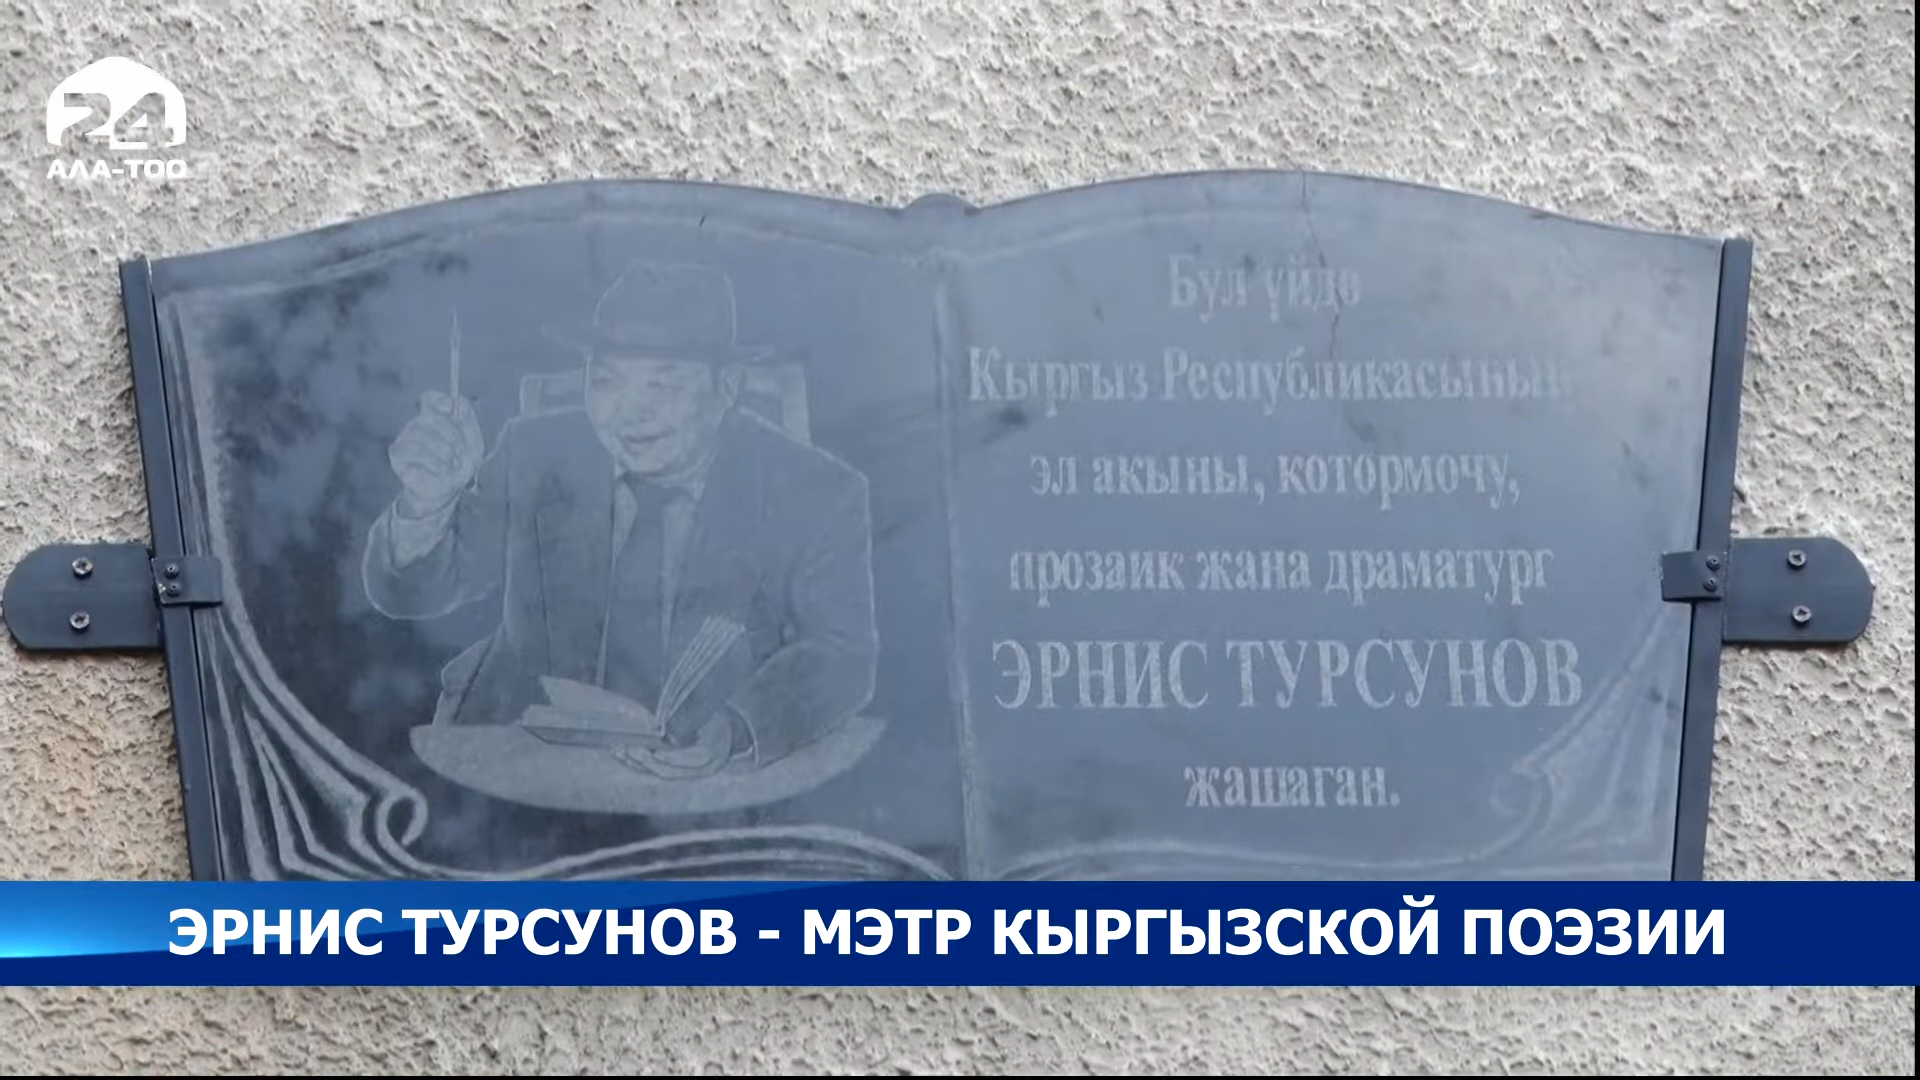 24
АЛА-ТОО
Бул үйдө
Кыргыз Республикасынын
эл акыны, котормочу,
прозаик жана драматург
ЭРНИС ТУРСУНОВ
жашаган.
ЭРНИС ТУРСУНОВ - МЭТР КЫРГЫЗСКОЙ ПОЭЗИИ